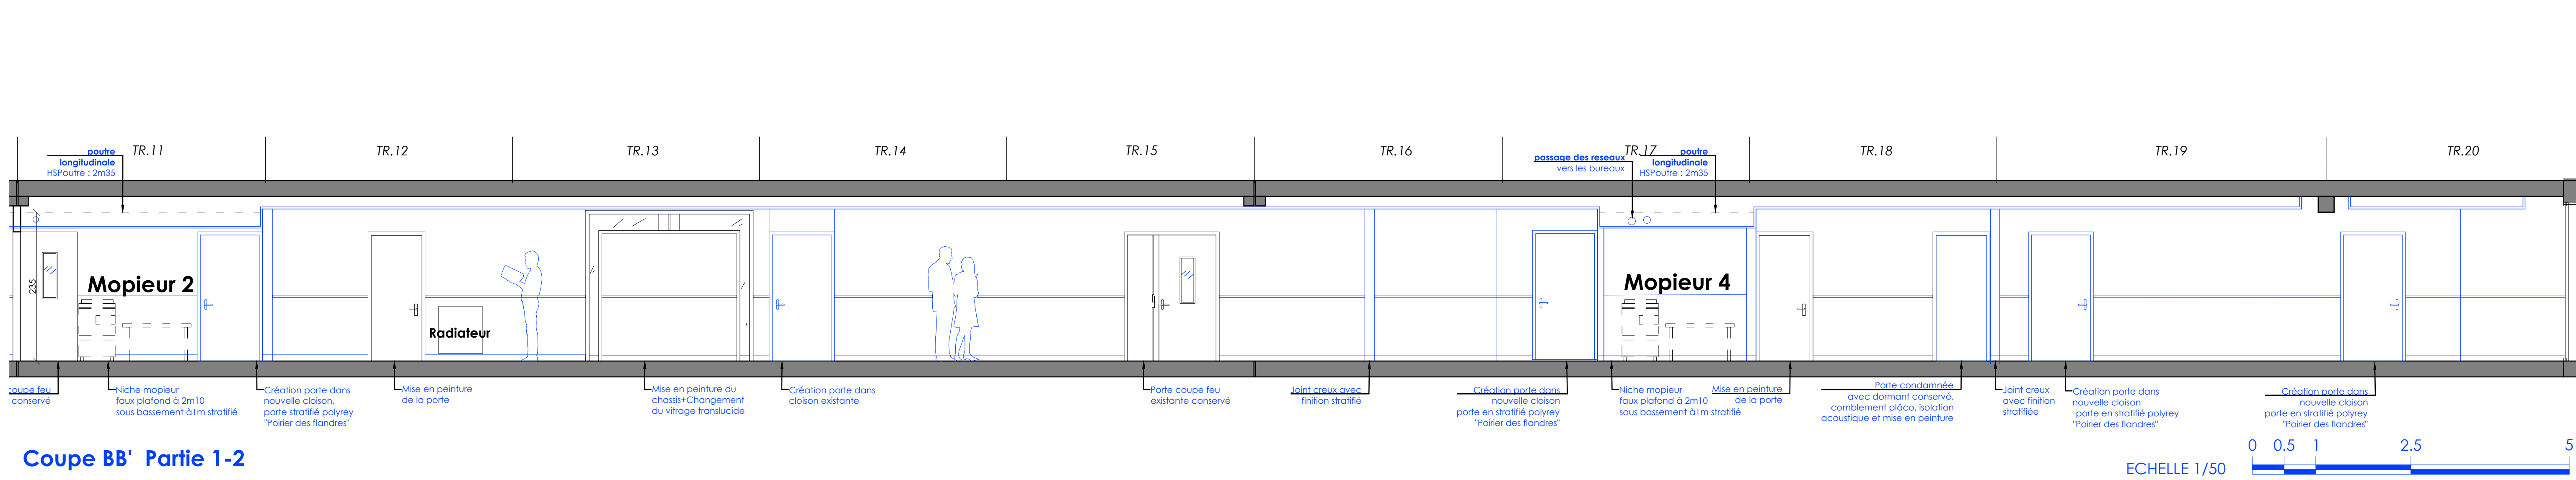 TR.11
TR.12
TR.13
TR.14
TR.15
TR.16
TR.17
TR.18
TR.19
TR.20
poutre
longitudinale
HSPoutre : 2m35
passage des reseaux
vers les bureaux
poutre
longitudinale
HSPoutre : 2m35
235
Mopieur 2
Radiateur
Mopieur 4
coupe feu
conservé
Niche mopieur
faux plafond à 2m10
sous bassement à1m stratifié
Création porte dans
nouvelle cloison,
porte stratifié polyrey
"Poirier des flandres"
Mise en peinture
de la porte
Mise en peinture du
chassis+Changement
du vitrage translucide
Création porte dans
cloison existante
Porte coupe feu
existante conservé
Joint creux avec
finition stratifié
Création porte dans
nouvelle cloison
porte en stratifié polyrey
"Poirier des flandres"
Niche mopieur
faux plafond à 2m10
sous bassement à1m stratifié
Mise en peinture
de la porte
Porte condamnée
avec dormant conservé,
comblement plâco, isolation
acoustique et mise en peinture
Joint creux
avec finition
stratifiée
Création porte dans
nouvelle cloison
-porte en stratifié polyrey
"Poirier des flandres"
Création porte dans
nouvelle cloison
porte en stratifié polyrey
"Poirier des flandres"
Coupe BB' Partie 1-2
ECHELLE 1/50
0 0.5 1 2.5 5